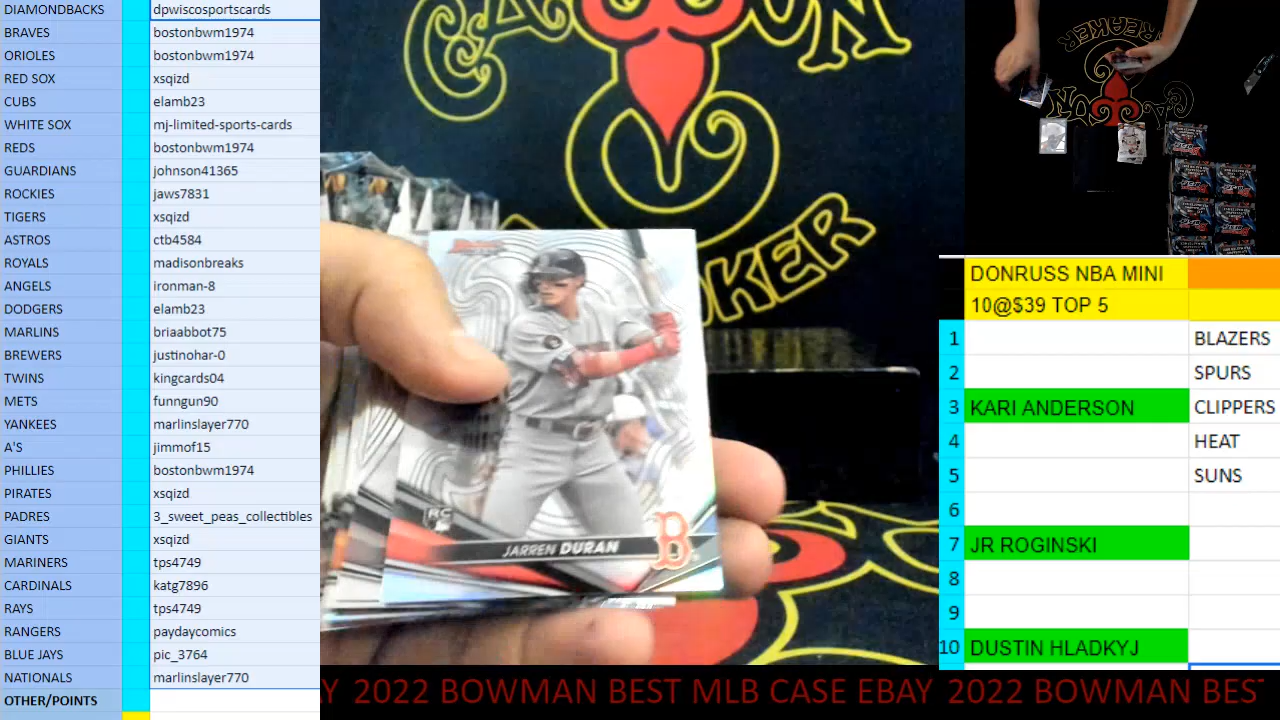 DIAMONDBACKS dpwiscosportscards
BRAVES bostonbwm1974
ORIOLES bostonbwm1974
RED SOX xsqizd
CUBS elamb23
WHITE SOX mj-limited-sports-cards
REDS bostonbwm1974
GUARDIANS johnson41365
ROCKIES jaws7831
TIGERS xsqizd
ASTROS ctb4584
ROYALS madisonbreaks
ANGELS ironman-8
DODGERS elamb23
MARLINS briaabbot75
BREWERS justinohar-0
TWINS kingcards04
METS funngun90
YANKEES marlinslayer770
A'S jimmof15
PHILLIES bostonbwm1974
PIRATES xsqizd
PADRES 3_sweet_peas_collectibles
GIANTS xsqizd
MARINERS tps4749
CARDINALS katg7896
RAYS tps4749
RANGERS paydaycomics
BLUE JAYS pic_3764
NATIONALS marlinslayer770
OTHER/POINTS
RC
JARREN DURAN
B
BREAKER
DONRUSS NBA MINI
10@$39 TOP 5
1 BLAZERS
2 SPURS
3 KARI ANDERSON CLIPPERS
4 HEAT
5 SUNS
6
7 JR ROGINSKI
8
9
10 DUSTIN HLADKYJ
Y 2022 BOWMAN BEST MLB CASE EBAY 2022 BOWMAN BEST